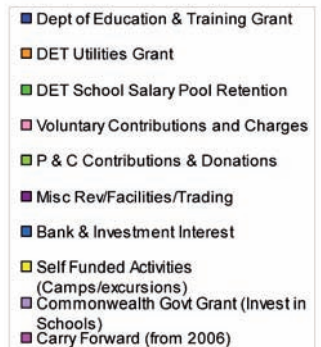 Dept of Education & Training Grant
DET Utilities Grant
DET School Salary Pool Retention
Voluntary Contributions and Charges
P & C Contributions & Donations
Misc Rev/Facilities/Trading
Bank & Investment Interest
Self Funded Activities
(Camps/excursions)
Commonwealth Govt Grant (Invest in
Schools)
Carry Forward (from 2006)